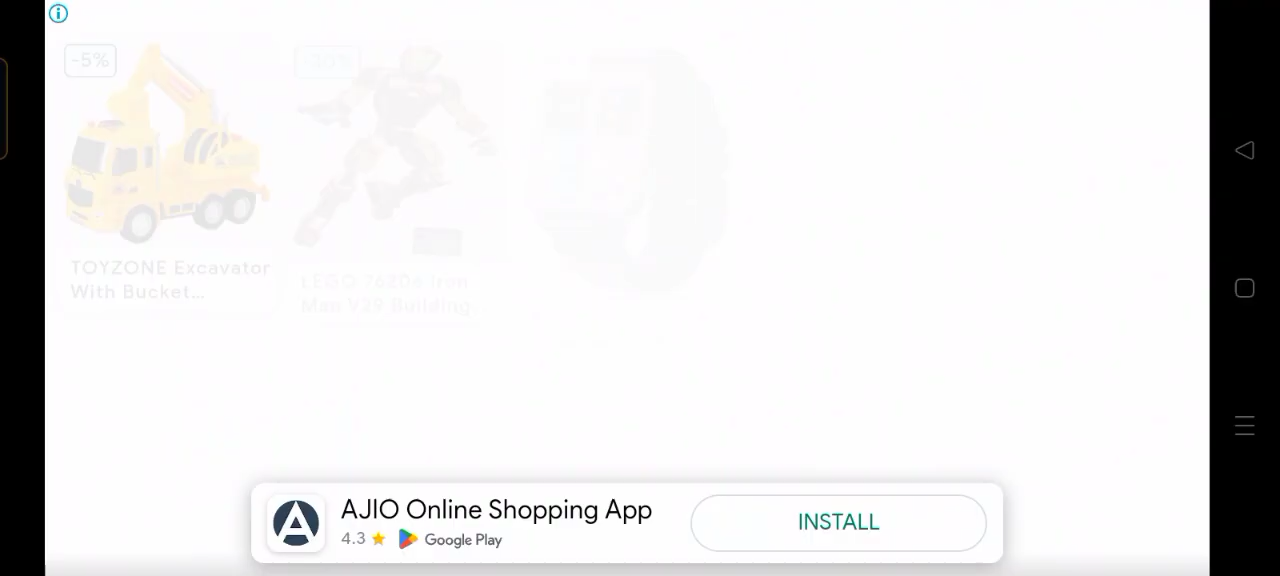 -5%
-30%
TOYZONE Excavator
With Bucket...
LEGO 76206 Iron
Man V29 Building
AJIO Online Shopping App
4.3 ★ Google Play
INSTALL